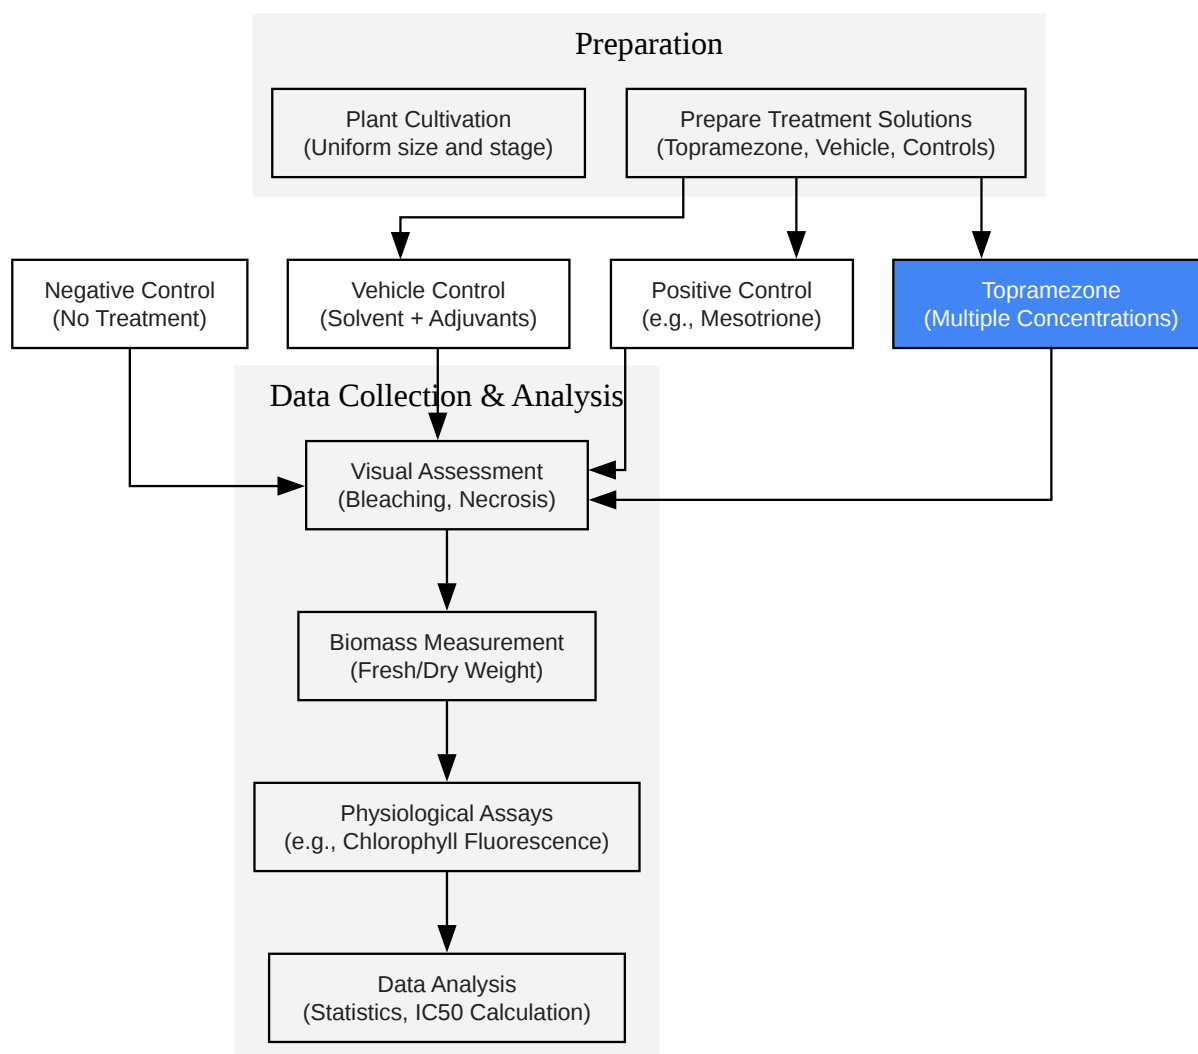 Preparation
Plant Cultivation
(Uniform size and stage)
Prepare Treatment Solutions
(Topramezone, Vehicle, Controls)
Negative Control
(No Treatment)
Vehicle Control
(Solvent + Adjuvants)
Positive Control
(e.g., Mesotrione)
Topramezone
(Multiple Concentrations)
Data Collection & Analysis
Visual Assessment
(Bleaching, Necrosis)
Biomass Measurement
(Fresh/Dry Weight)
Physiological Assays
(e.g., Chlorophyll Fluorescence)
Data Analysis
(Statistics, IC50 Calculation)